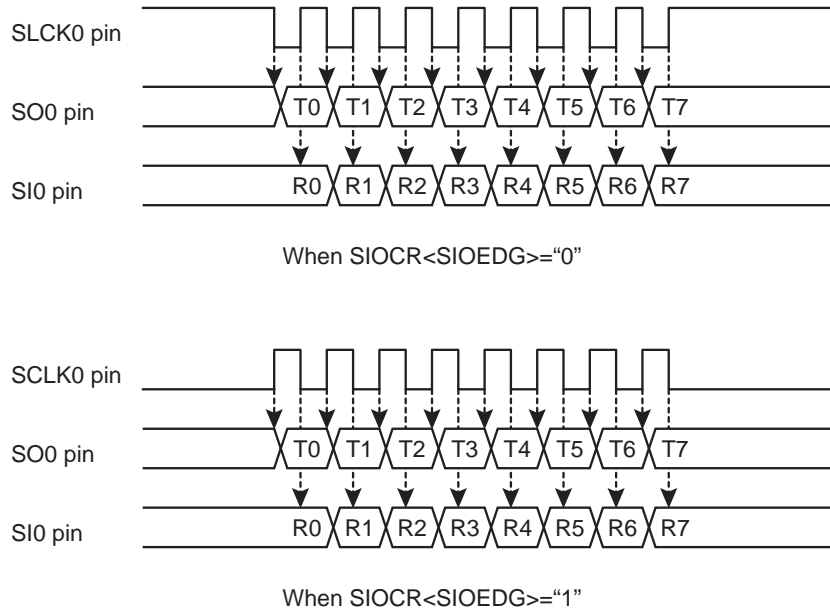 SLCK0 pin
SO0 pin T0 T1 T2 T3 T4 T5 T6 T7
SI0 pin R0 R1 R2 R3 R4 R5 R6 R7
When SIOCR<SIOEDG>=“0”
SCLK0 pin
SO0 pin T0 T1 T2 T3 T4 T5 T6 T7
SI0 pin R0 R1 R2 R3 R4 R5 R6 R7
When SIOCR<SIOEDG>=“1”